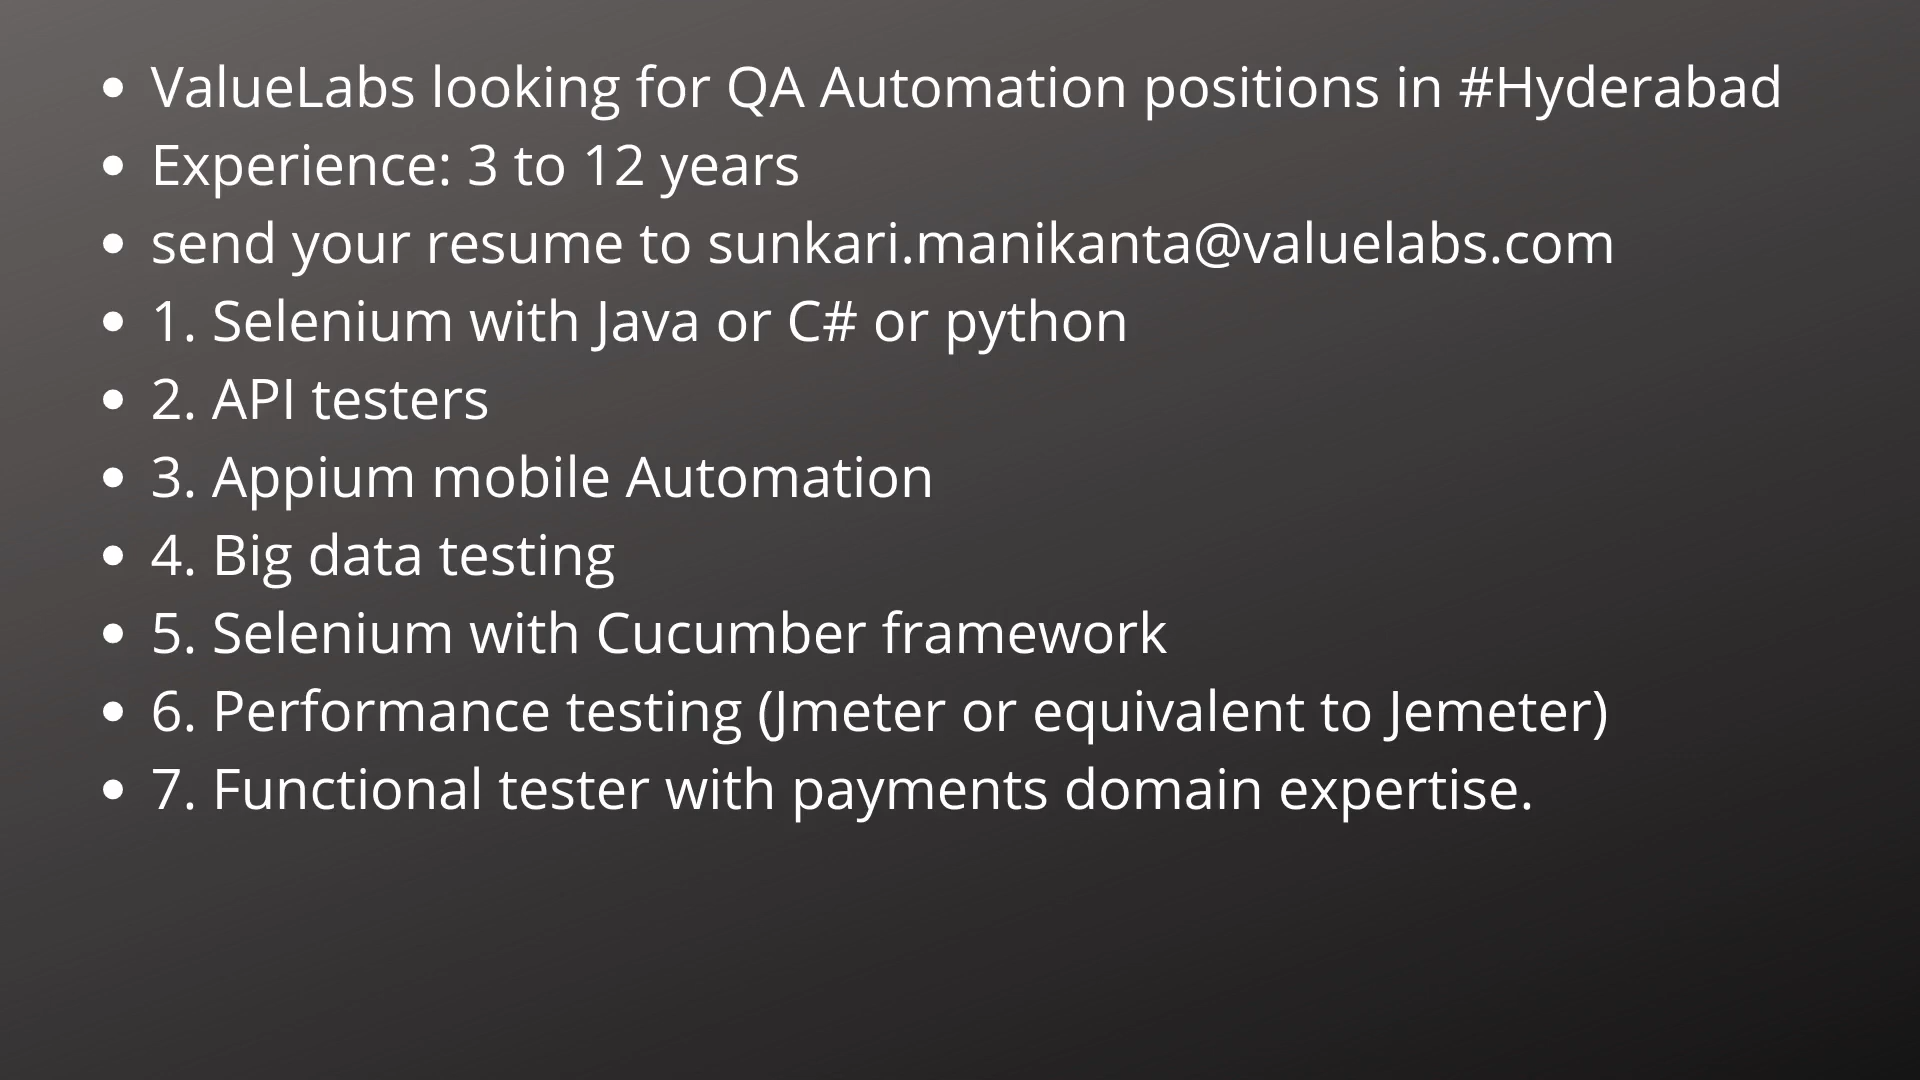 • ValueLabs looking for QA Automation positions in #Hyderabad
• Experience: 3 to 12 years
• send your resume to sunkari.manikanta@valuelabs.com
• 1. Selenium with Java or C# or python
• 2. API testers
• 3. Appium mobile Automation
• 4. Big data testing
• 5. Selenium with Cucumber framework
• 6. Performance testing (Jmeter or equivalent to Jemeter)
• 7. Functional tester with payments domain expertise.